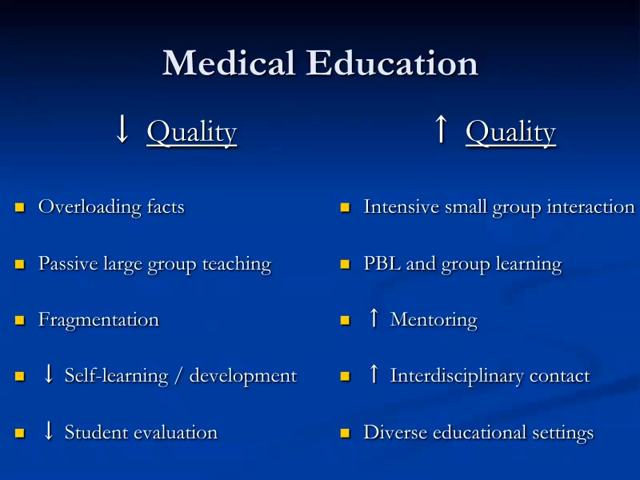 Medical Education
↓ Quality
↑ Quality
Overloading facts
Passive large group teaching
Fragmentation
↓ Self-learning / development
↓ Student evaluation
Intensive small group interaction
PBL and group learning
↑ Mentoring
↑ Interdisciplinary contact
Diverse educational settings